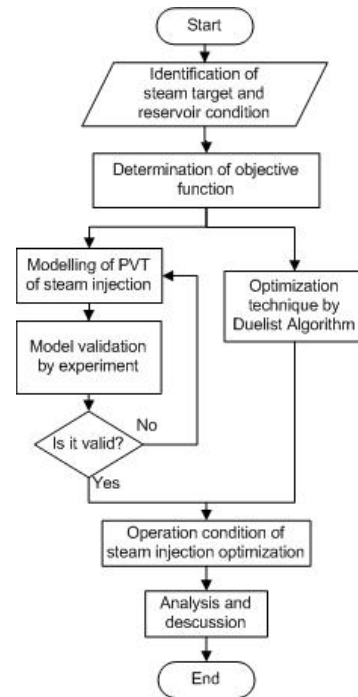 Start
Identification of
steam target and
reservoir condition
Determination of objective
function
Modelling of PVT
of steam injection
Optimization
technique by
Duelist Algorithm
Model validation
by experiment
Is it valid?
No
Yes
Operation condition of
steam injection optimization
Analysis and
descussion
End